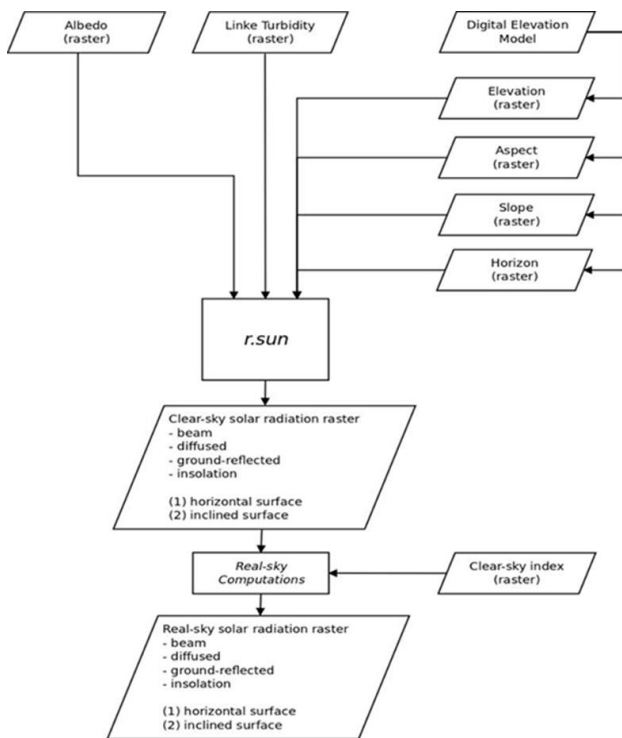 Albedo
(raster)
Linke Turbidity
(raster)
Digital Elevation
Model
Elevation
(raster)
Aspect
(raster)
Slope
(raster)
Horizon
(raster)
r.sun
Clear-sky solar radiation raster
- beam
- diffused
- ground-reflected
- insolation
(1) horizontal surface
(2) inclined surface
Real-sky
Computations
Clear-sky index
(raster)
Real-sky solar radiation raster
- beam
- diffused
- ground-reflected
- insolation
(1) horizontal surface
(2) inclined surface